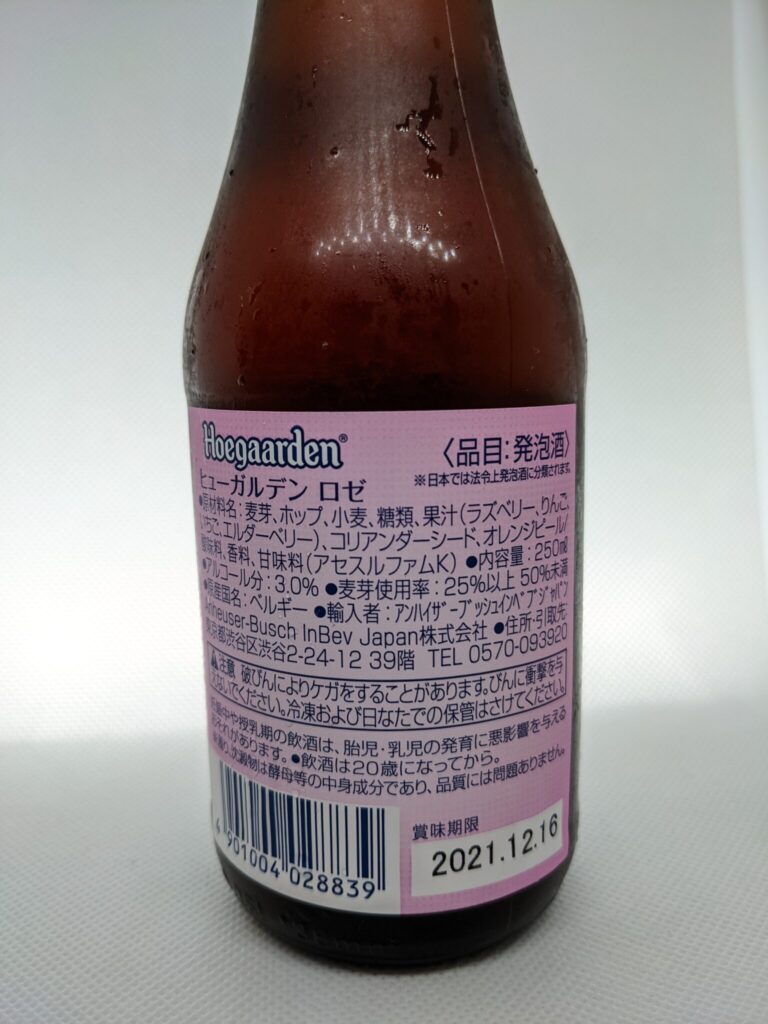 Hoegaarden®
〈品目:発泡酒〉
※日本では法令上発泡酒に分類されます。
ヒューガルデン ロゼ
●原材料名:麦芽、ホップ、小麦、糖類、果汁(ラズベリー、りんご、
いちご、エルダーベリー)、コリアンダーシード、オレンジピール/
酸味料、香料、甘味料(アセスルファムK) ●内容量:250㎖
●アルコール分:3.0% ●麦芽使用率:25%以上 50%未満
●原産国名:ベルギー ●輸入者:アンハイザー・ブッシュ・インベブ・ジャパン
Anheuser-Busch InBev Japan株式会社 ●住所・引取先:
東京都渋谷区渋谷2-24-12 39階 TEL 0570-093920
注意 破びんによりケガをすることがあります。びんに衝撃を与
えないでください。冷凍および日なたでの保管はさけてください。
妊娠中や授乳期の飲酒は、胎児・乳児の発育に悪影響を与える
おそれがあります。●飲酒は20歳になってから。
沈澱物は酵母等の中身成分であり、品質には問題ありません。
4 901004 028839
賞味期限
2021.12.16